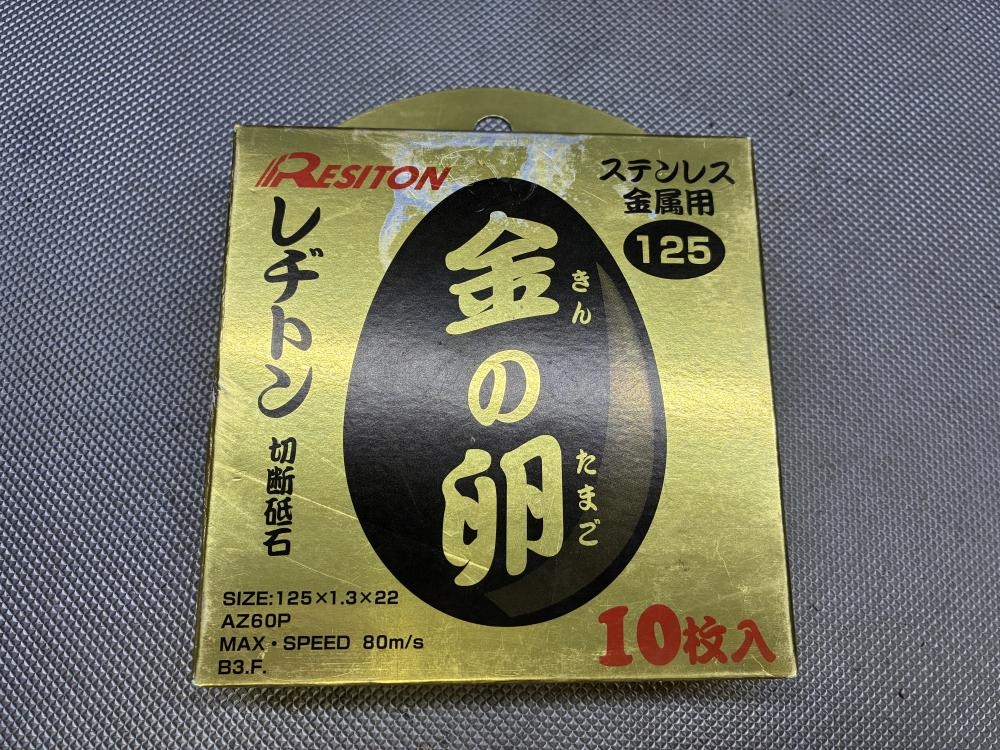 RESITON
レヂトン
切断砥石
ステンレス
金属用
125
金の卵
きん
たまご
SIZE:125×1.3×22
AZ60P
MAX・SPEED 80m/s
B3.F.
10枚入